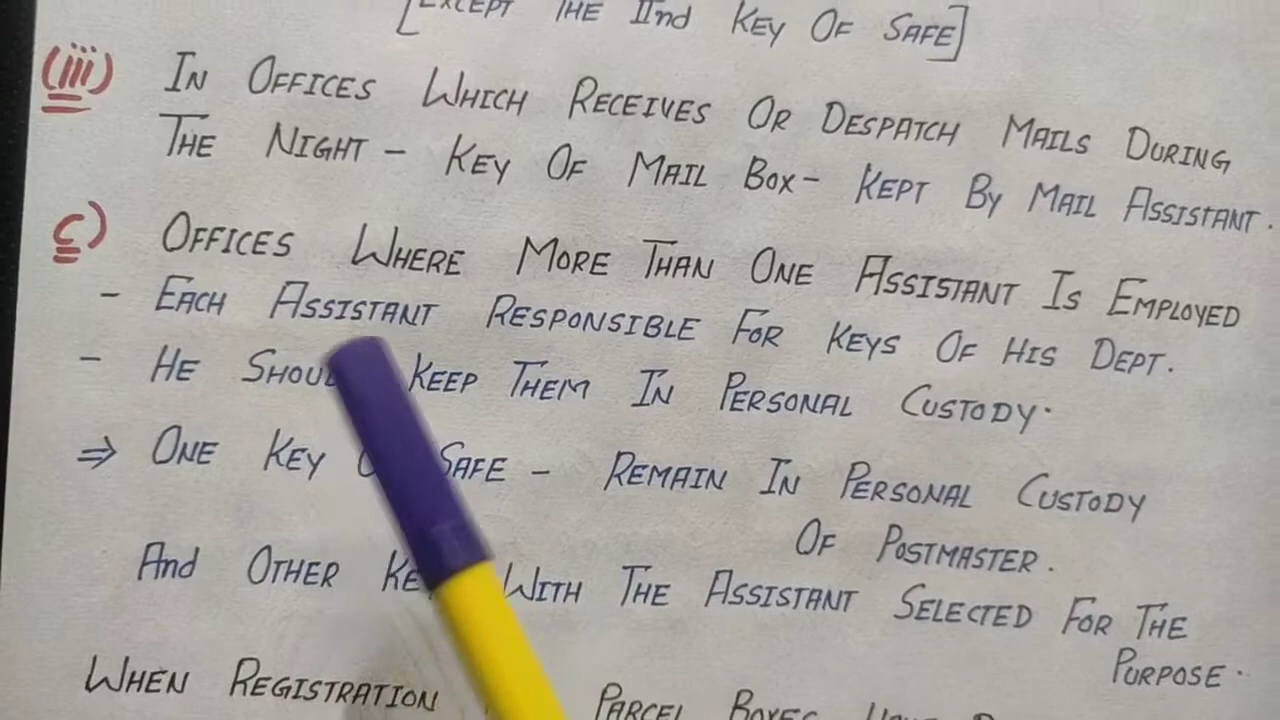 [EXCEPT THE IInd KEY OF SAFE]
(iii) IN OFFICES WHICH RECEIVES OR DESPATCH MAILS DURING
THE NIGHT - KEY OF MAIL BOX - KEPT BY MAIL ASSISTANT.
C) OFFICES WHERE MORE THAN ONE ASSISTANT IS EMPLOYED
- EACH ASSISTANT RESPONSIBLE FOR KEYS OF HIS DEPT.
- HE KEEP THEM IN PERSONAL CUSTODY.
⇒ ONE KEY SAFE - REMAIN IN PERSONAL CUSTODY
OF POSTMASTER.
And OTHER WITH THE ASSISTANT SELECTED FOR THE
PURPOSE.
WHEN REGISTRATION PARCEL BOXES